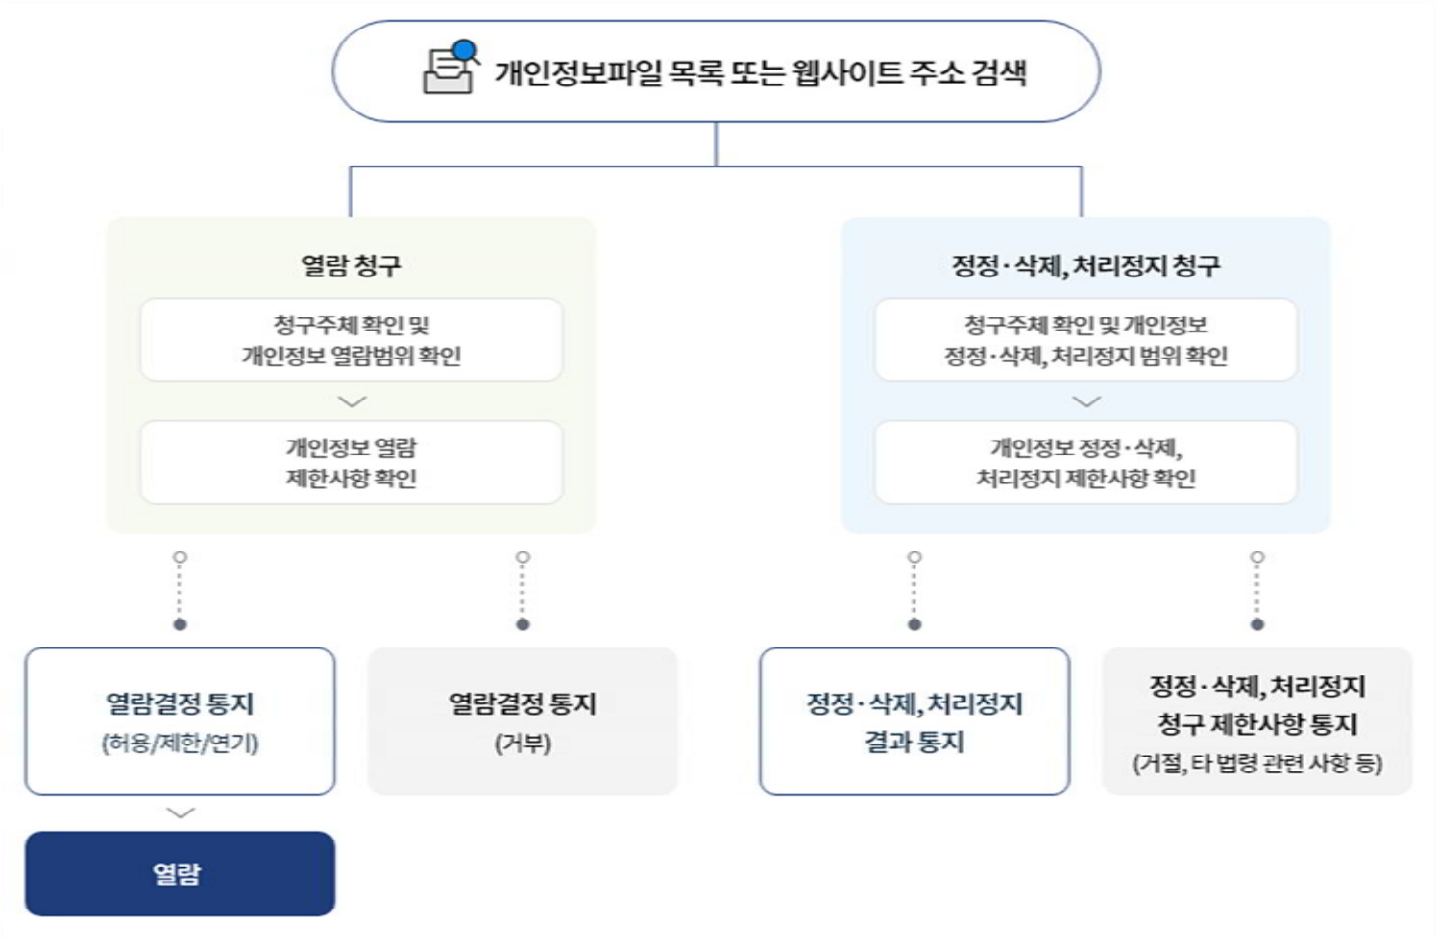 개인정보파일 목록 또는 웹사이트 주소 검색
열람 청구
청구주체 확인 및
개인정보 열람범위 확인
개인정보 열람
제한사항 확인
열람결정 통지
(허용/제한/연기)
열람
열람결정 통지
(거부)
정정·삭제, 처리정지 청구
청구주체 확인 및 개인정보
정정·삭제, 처리정지 범위 확인
개인정보 정정·삭제,
처리정지 제한사항 확인
정정·삭제, 처리정지
결과 통지
정정·삭제, 처리정지
청구 제한사항 통지
(거절, 타 법령 관련 사항 등)